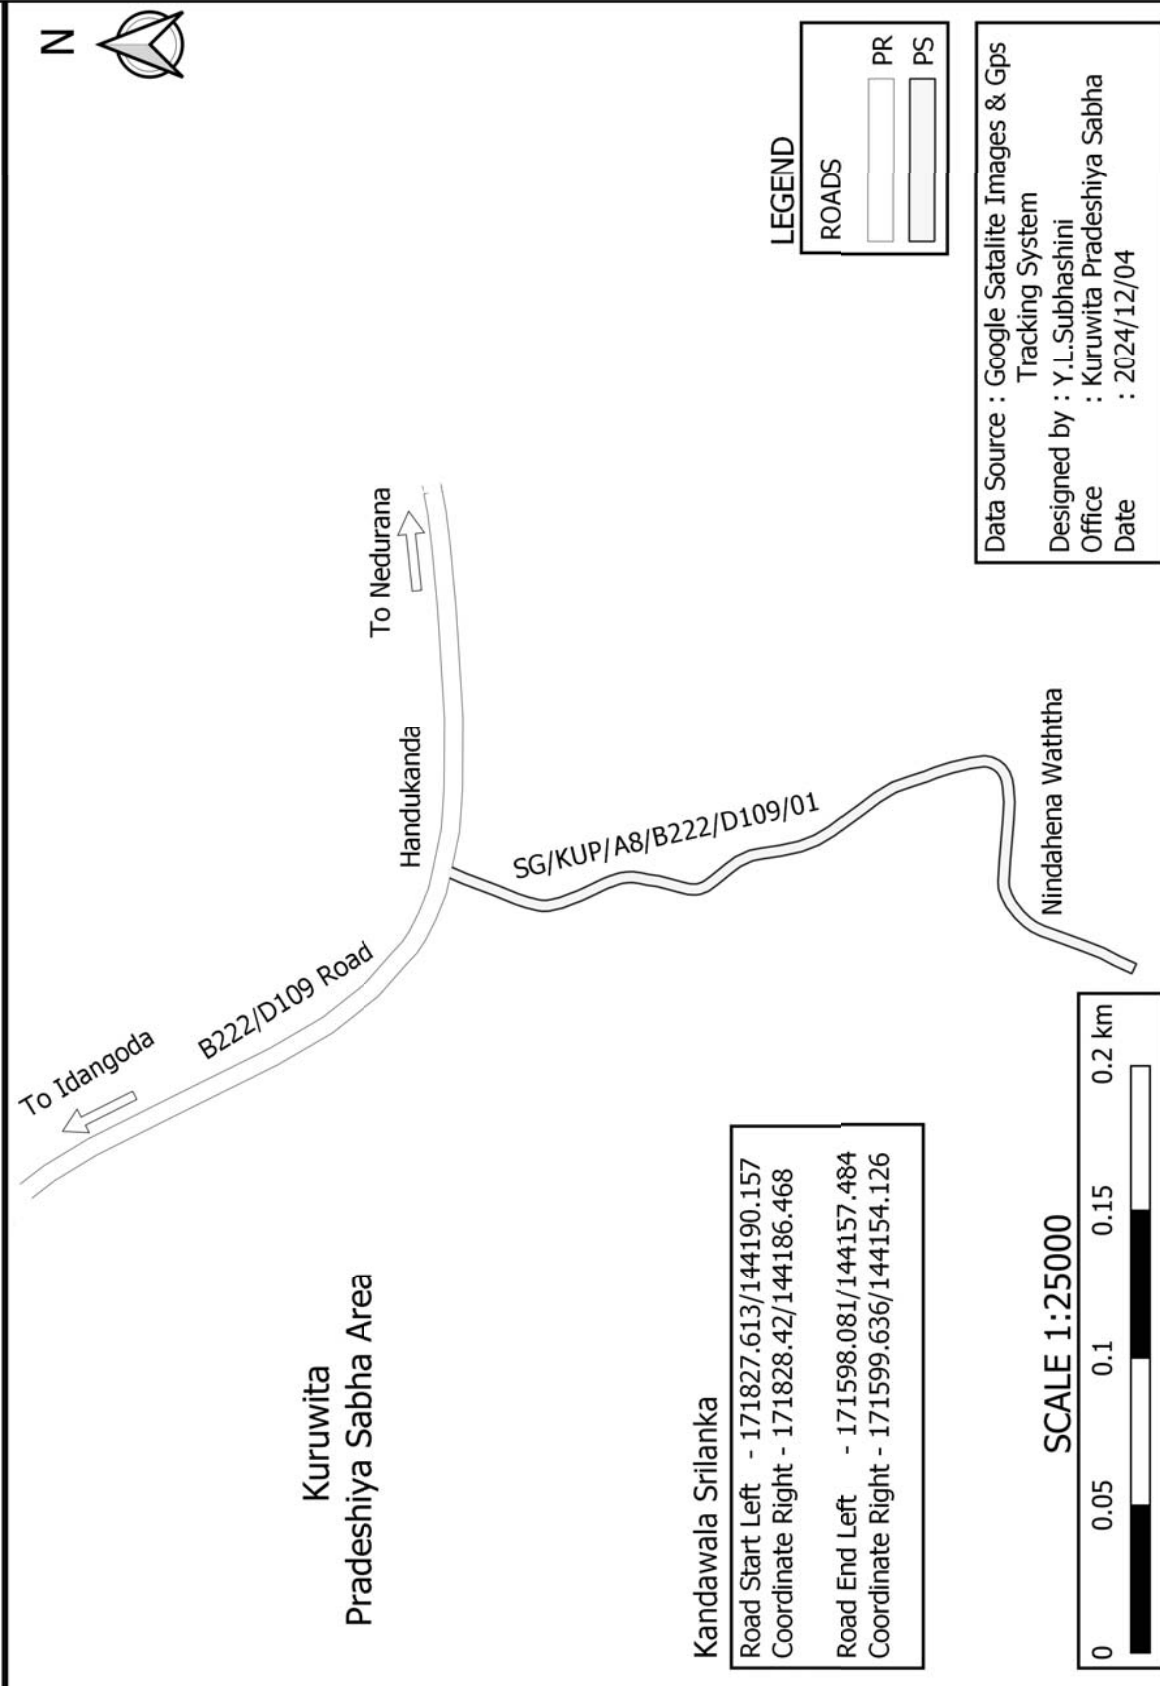 N
To Idangoda
B222/D109 Road
Handukanda
To Nedurana
SG/KUP/A8/B222/D109/01
Nindahena Waththa
Kuruwita
Pradeshiya Sabha Area
LEGEND
ROADS
PR
PS
Kandawala Srilanka
Road Start Left - 171827.613/144190.157
Coordinate Right - 171828.42/144186.468
Road End Left - 171598.081/144157.484
Coordinate Right - 171599.636/144154.126
Data Source : Google Satalite Images & Gps
Tracking System
Designed by : Y.L.Subhashini
Office : Kuruwita Pradeshiya Sabha
Date : 2024/12/04
SCALE 1:25000
0 0.05 0.1 0.15 0.2 km